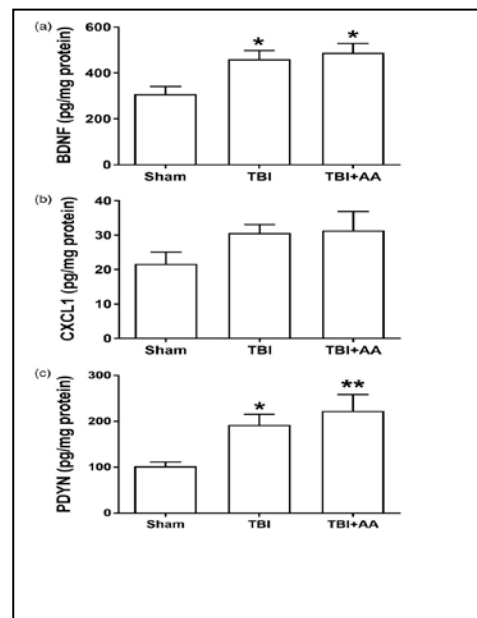 (a)
BDNF (pg/mg protein)
600
400
200
0
* *
Sham TBI TBI+AA
(b)
CXCL1 (pg/mg protein)
40
30
20
10
0
Sham TBI TBI+AA
(c)
PDYN (pg/mg protein)
300
200
100
0
* **
Sham TBI TBI+AA